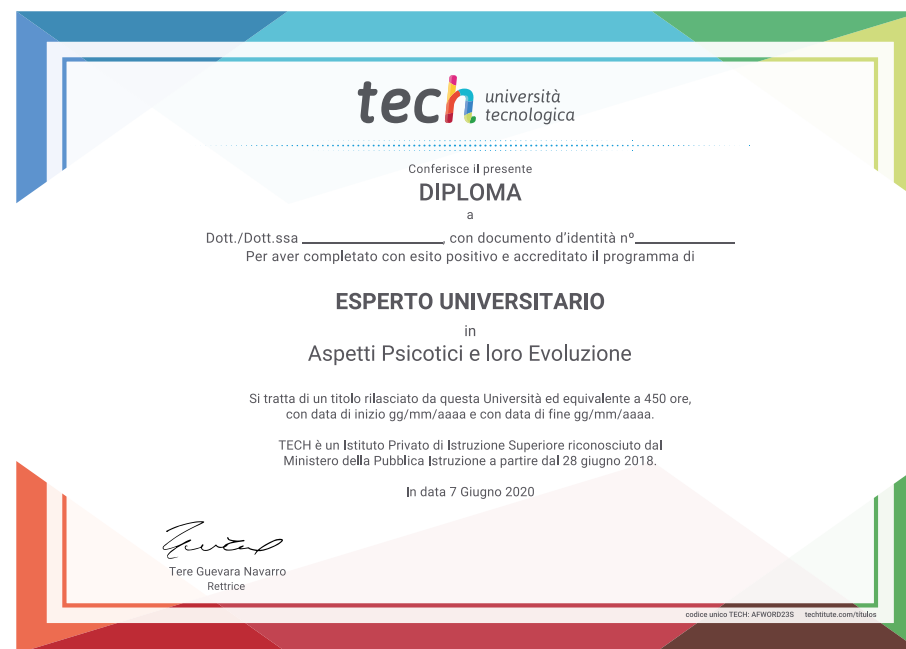 tech università
tecnologica
Conferisce il presente
DIPLOMA
a
Dott./Dott.ssa ____________, con documento d'identità nº____________
Per aver completato con esito positivo e accreditato il programma di
ESPERTO UNIVERSITARIO
in
Aspetti Psicotici e loro Evoluzione
Si tratta di un titolo rilasciato da questa Università ed equivalente a 450 ore,
con data di inizio gg/mm/aaaa e con data di fine gg/mm/aaaa.
TECH è un Istituto Privato di Istruzione Superiore riconosciuto dal
Ministero della Pubblica Istruzione a partire dal 28 giugno 2018.
In data 7 Giugno 2020
Tere Guevara Navarro
Rettrice
codice unico TECH: AFWORD23S techtitute.com/titulos